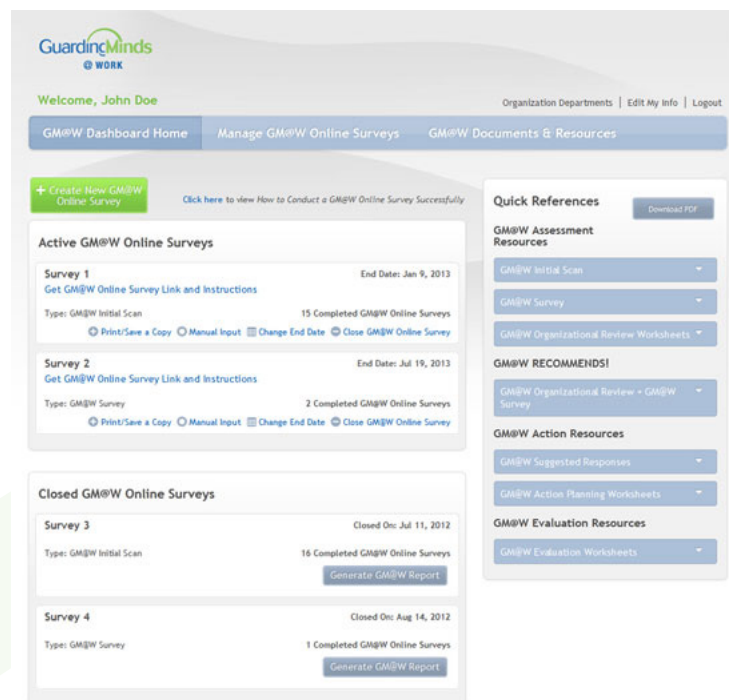 GuardingMinds
@ WORK
Welcome, John Doe
Organization Departments | Edit My Info | Logout
GM@W Dashboard Home
Manage GM@W Online Surveys
GM@W Documents & Resources
+ Create New GM@W
Online Survey
Click here to view How to Conduct a GM@W Online Survey Successfully
Active GM@W Online Surveys
Survey 1
End Date: Jan 9, 2013
Get GM@W Online Survey Link and Instructions
Type: GM@W Initial Scan
15 Completed GM@W Online Surveys
Print/Save a Copy
Manual Input
Change End Date
Close GM@W Online Survey
Survey 2
End Date: Jul 19, 2013
Get GM@W Online Survey Link and Instructions
Type: GM@W Survey
2 Completed GM@W Online Surveys
Print/Save a Copy
Manual Input
Change End Date
Close GM@W Online Survey
Closed GM@W Online Surveys
Survey 3
Closed On: Jul 11, 2012
Type: GM@W Initial Scan
16 Completed GM@W Online Surveys
Generate GM@W Report
Survey 4
Closed On: Aug 14, 2012
Type: GM@W Survey
1 Completed GM@W Online Surveys
Generate GM@W Report
Quick References
Download PDF
GM@W Assessment
Resources
GM@W Initial Scan
GM@W Survey
GM@W Organizational Review Worksheets
GM@W RECOMMENDS!
GM@W Organizational Review + GM@W
Survey
GM@W Action Resources
GM@W Suggested Responses
GM@W Action Planning Worksheets
GM@W Evaluation Resources
GM@W Evaluation Worksheets